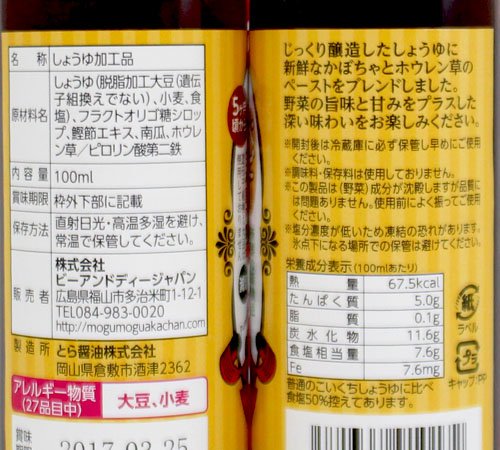 名称 しょうゆ加工品
原材料名 しょうゆ(脱脂加工大豆(遺伝
子組換えでない)、小麦、食
塩)、フラクトオリゴ糖シロッ
プ、鰹節エキス、南瓜、ホウレ
ン草/ピロリン酸第二鉄
内容量 100ml
賞味期限 枠外下部に記載
保存方法 直射日光・高温多湿を避け、
常温で保管してください。
販売者 株式会社
ビーアンドディージャパン
広島県福山市多治米町1-12-1
TEL084-983-0020
http://mogumoguakachan.com
製造所 とら醤油株式会社
岡山県倉敷市酒津2362
アレルギー物質
(27品目中)
大豆、小麦
賞味
期限
2017.03.25
じっくり醸造したしょうゆに
新鮮なかぼちゃとホウレン草の
ペーストをブレンドしました。
野菜の旨味と甘みをプラスした
深い味わいをお楽しみください。
※開封後は冷蔵庫に必ず保管し早めにご使用
ください。
※調味料・保存料は使用しておりません。
※この製品は(野菜)成分が沈殿しますが品質に
は問題ありません。使用前によく振ってご使用
ください。
※塩分濃度が低いため凍結の恐れがあります。
氷点下になる場所での保管は避けてください。
栄養成分表示(100mlあたり)
熱量 67.5kcal
たんぱく質 5.0g
脂質 0.1g
炭水化物 11.6g
食塩相当量 7.6g
Fe 7.6mg
普通のこいくちしょうゆに比べ
食塩50%控えてあります。
紙
ラベル
プラ
キャップ:PP